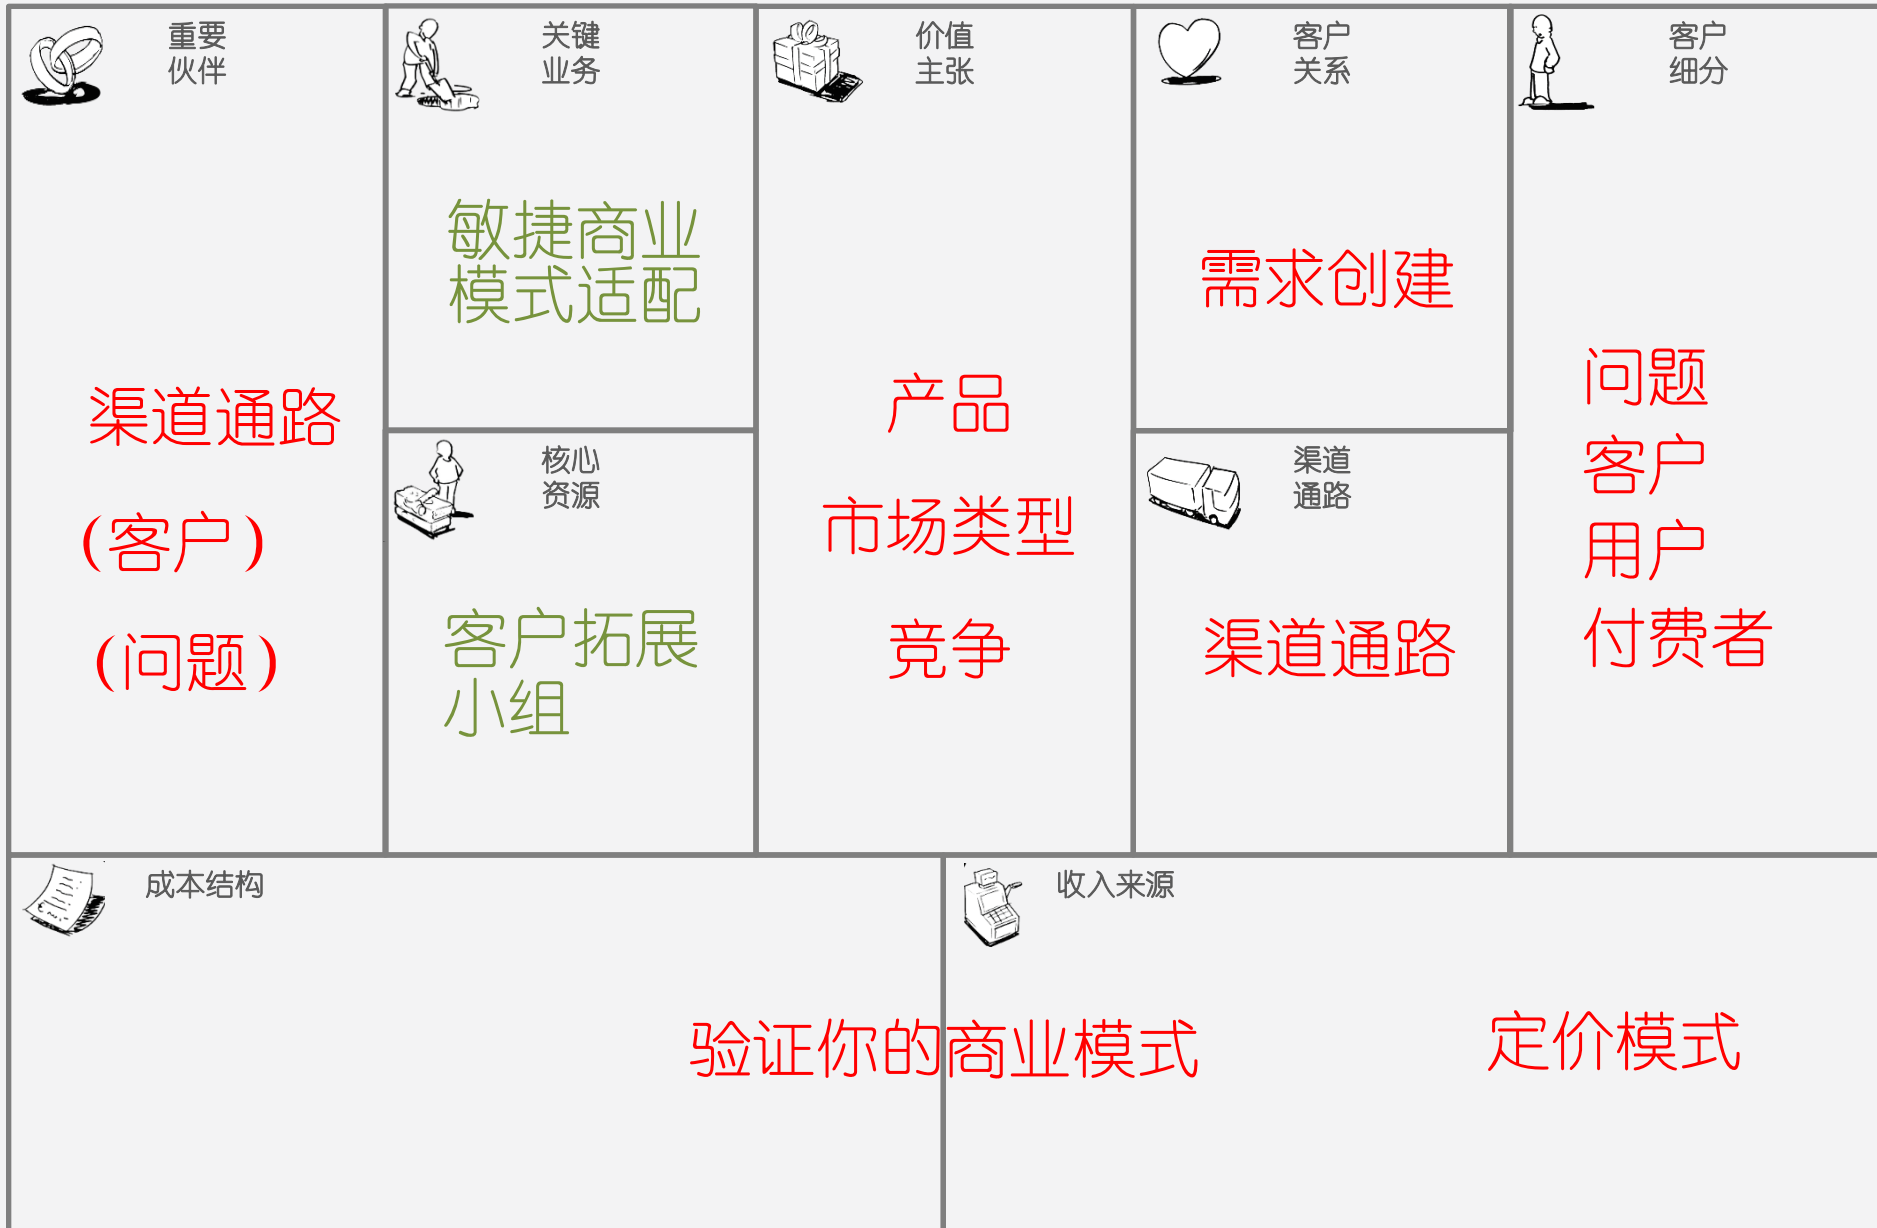 重要
伙伴
渠道通路
(客户)
(问题)
关键
业务
敏捷商业
模式适配
核心
资源
客户拓展
小组
价值
主张
产品
市场类型
竞争
客户
关系
需求创建
渠道
通路
渠道通路
客户
细分
问题
客户
用户
付费者
成本结构
收入来源
验证你的商业模式
定价模式